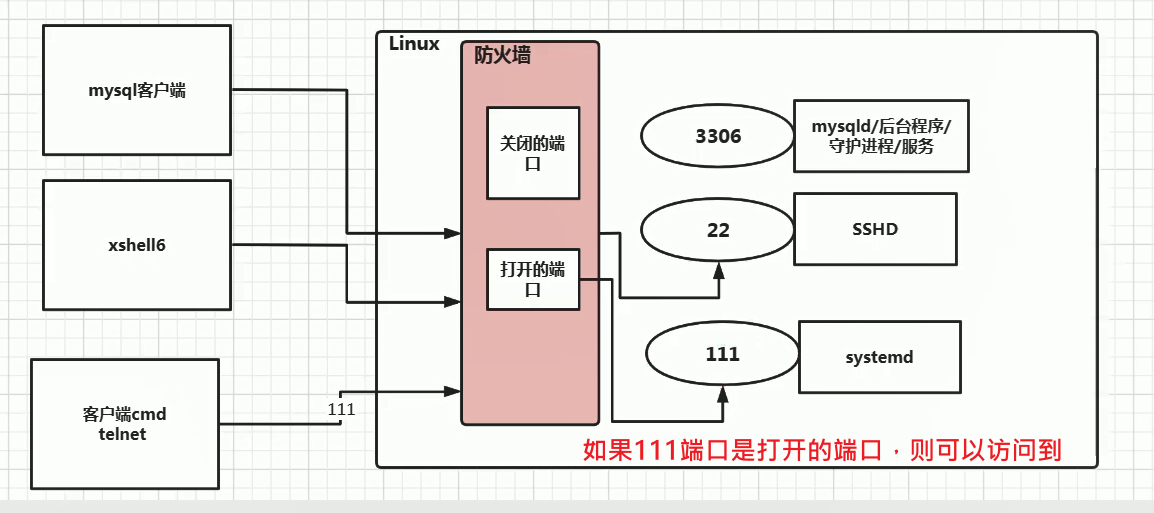 mysql客户端
xshell6
客户端cmd
telnet
111
Linux
防火墙
关闭的端
口
打开的端
口
3306
mysqld/后台程序/
守护进程/服务
22
SSHD
111
systemd
如果111端口是打开的端口，则可以访问到